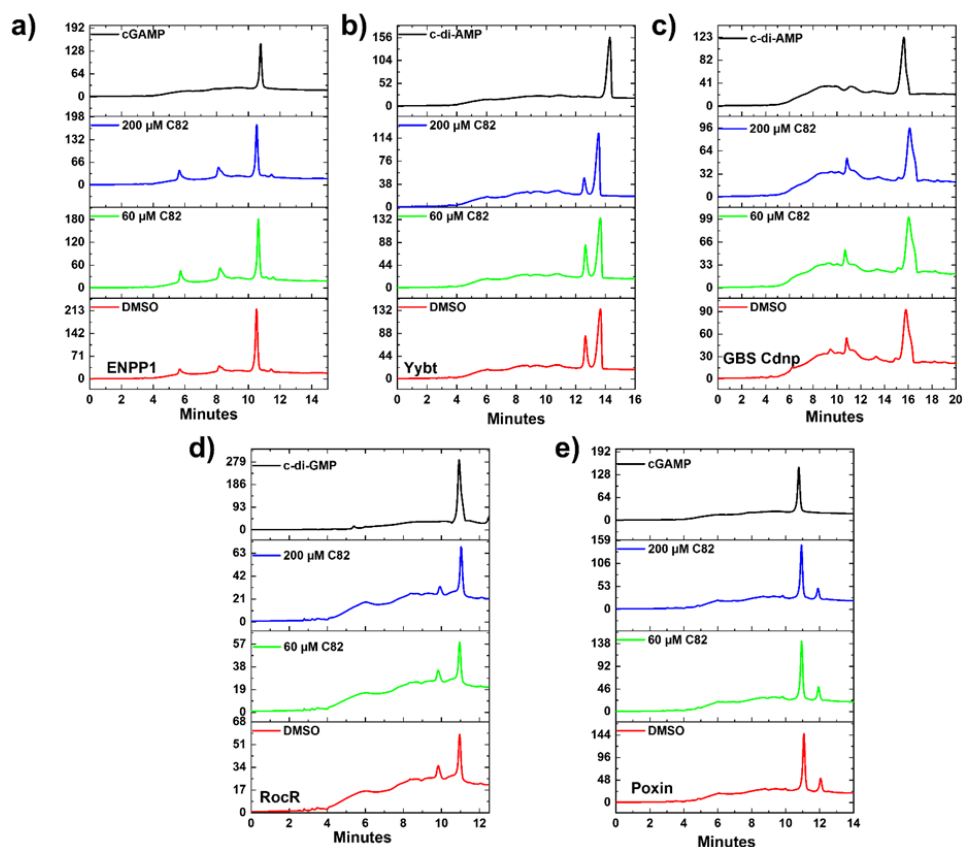 a)
cGAMP
192
128
64
0
200 µM C82
198
132
66
0
60 µM C82
180
120
60
0
DMSO
213
142
71
0
ENPP1
0 2 4 6 8 10 12 14
Minutes
b)
c-di-AMP
156
104
52
0
200 µM C82
114
76
38
0
60 µM C82
132
88
44
0
DMSO
132
88
44
0
Yybt
0 2 4 6 8 10 12 14 16
Minutes
c)
c-di-AMP
123
82
41
0
200 µM C82
96
64
32
0
60 µM C82
99
66
33
0
DMSO
90
60
30
0
GBS Cdnp
0 2 4 6 8 10 12 14 16 18 20
Minutes
d)
c-di-GMP
279
186
93
0
200 µM C82
63
42
21
0
60 µM C82
57
38
19
0
DMSO
68
51
34
17
0
RocR
0 2 4 6 8 10 12
Minutes
e)
cGAMP
192
128
64
0
200 µM C82
159
106
53
0
60 µM C82
138
92
46
0
DMSO
144
96
48
0
Poxin
0 2 4 6 8 10 12 14
Minutes